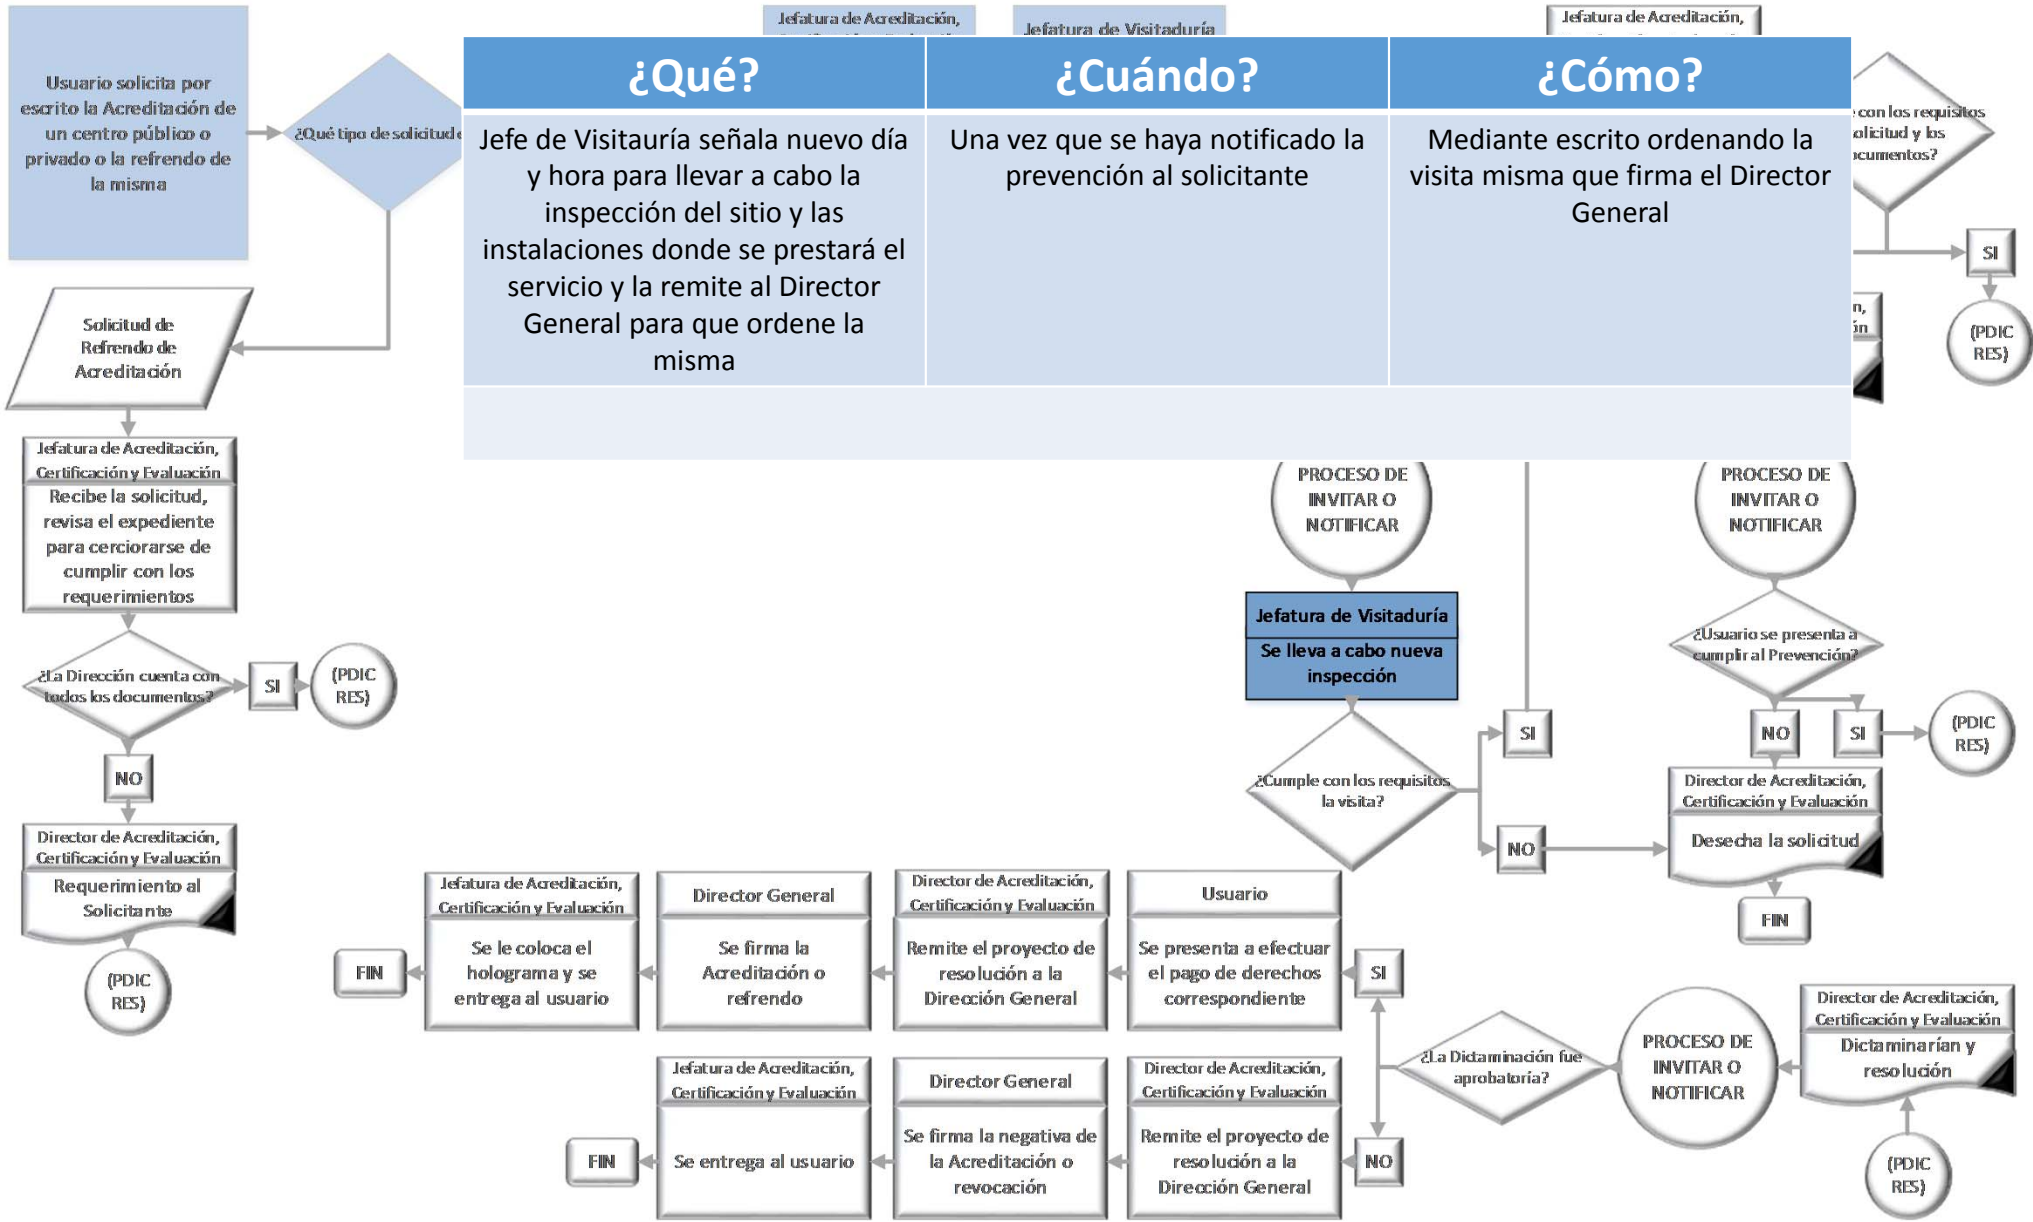 Usuario solicita por
escrito la Acreditación de
un centro público o
privado o la refrendo de
la misma
¿Qué tipo de solicitud
Jefatura de Acreditación,
Jefatura de Visitaduría
Jefatura de Acreditación,
¿Qué?
¿Cuándo?
¿Cómo?
Jefe de Visitauría señala nuevo día
y hora para llevar a cabo la
inspección del sitio y las
instalaciones donde se prestará el
servicio y la remite al Director
General para que ordene la
misma
Una vez que se haya notificado la
prevención al solicitante
Mediante escrito ordenando la
visita misma que firma el Director
General
con los requisitos
olicitud y los
ocumentos?
SI
(PDIC
RES)
Solicitud de
Refrendo de
Acreditación
Jefatura de Acreditación,
Certificación y Evaluación
Recibe la solicitud,
revisa el expediente
para cerciorarse de
cumplir con los
requerimientos
¿La Dirección cuenta con
todos los documentos?
SI
(PDIC
RES)
NO
Director de Acreditación,
Certificación y Evaluación
Requerimiento al
Solicitante
(PDIC
RES)
PROCESO DE
INVITAR O
NOTIFICAR
Jefatura de Visitaduría
Se lleva a cabo nueva
inspección
¿Cumple con los requisitos
la visita?
SI
NO
PROCESO DE
INVITAR O
NOTIFICAR
¿Usuario se presenta a
cumplir al Prevención?
NO
SI
(PDIC
RES)
Director de Acreditación,
Certificación y Evaluación
Desecha la solicitud
FIN
FIN
Jefatura de Acreditación,
Certificación y Evaluación
Se le coloca el
holograma y se
entrega al usuario
Director General
Se firma la
Acreditación o
refrendo
Director de Acreditación,
Certificación y Evaluación
Remite el proyecto de
resolución a la
Dirección General
Usuario
Se presenta a efectuar
el pago de derechos
correspondiente
SI
FIN
Jefatura de Acreditación,
Certificación y Evaluación
Se entrega al usuario
Director General
Se firma la negativa de
la Acreditación o
revocación
Director de Acreditación,
Certificación y Evaluación
Remite el proyecto de
resolución a la
Dirección General
NO
¿La Dictaminación fue
aprobatoría?
PROCESO DE
INVITAR O
NOTIFICAR
Director de Acreditación,
Certificación y Evaluación
Dictaminarían y
resolución
(PDIC
RES)